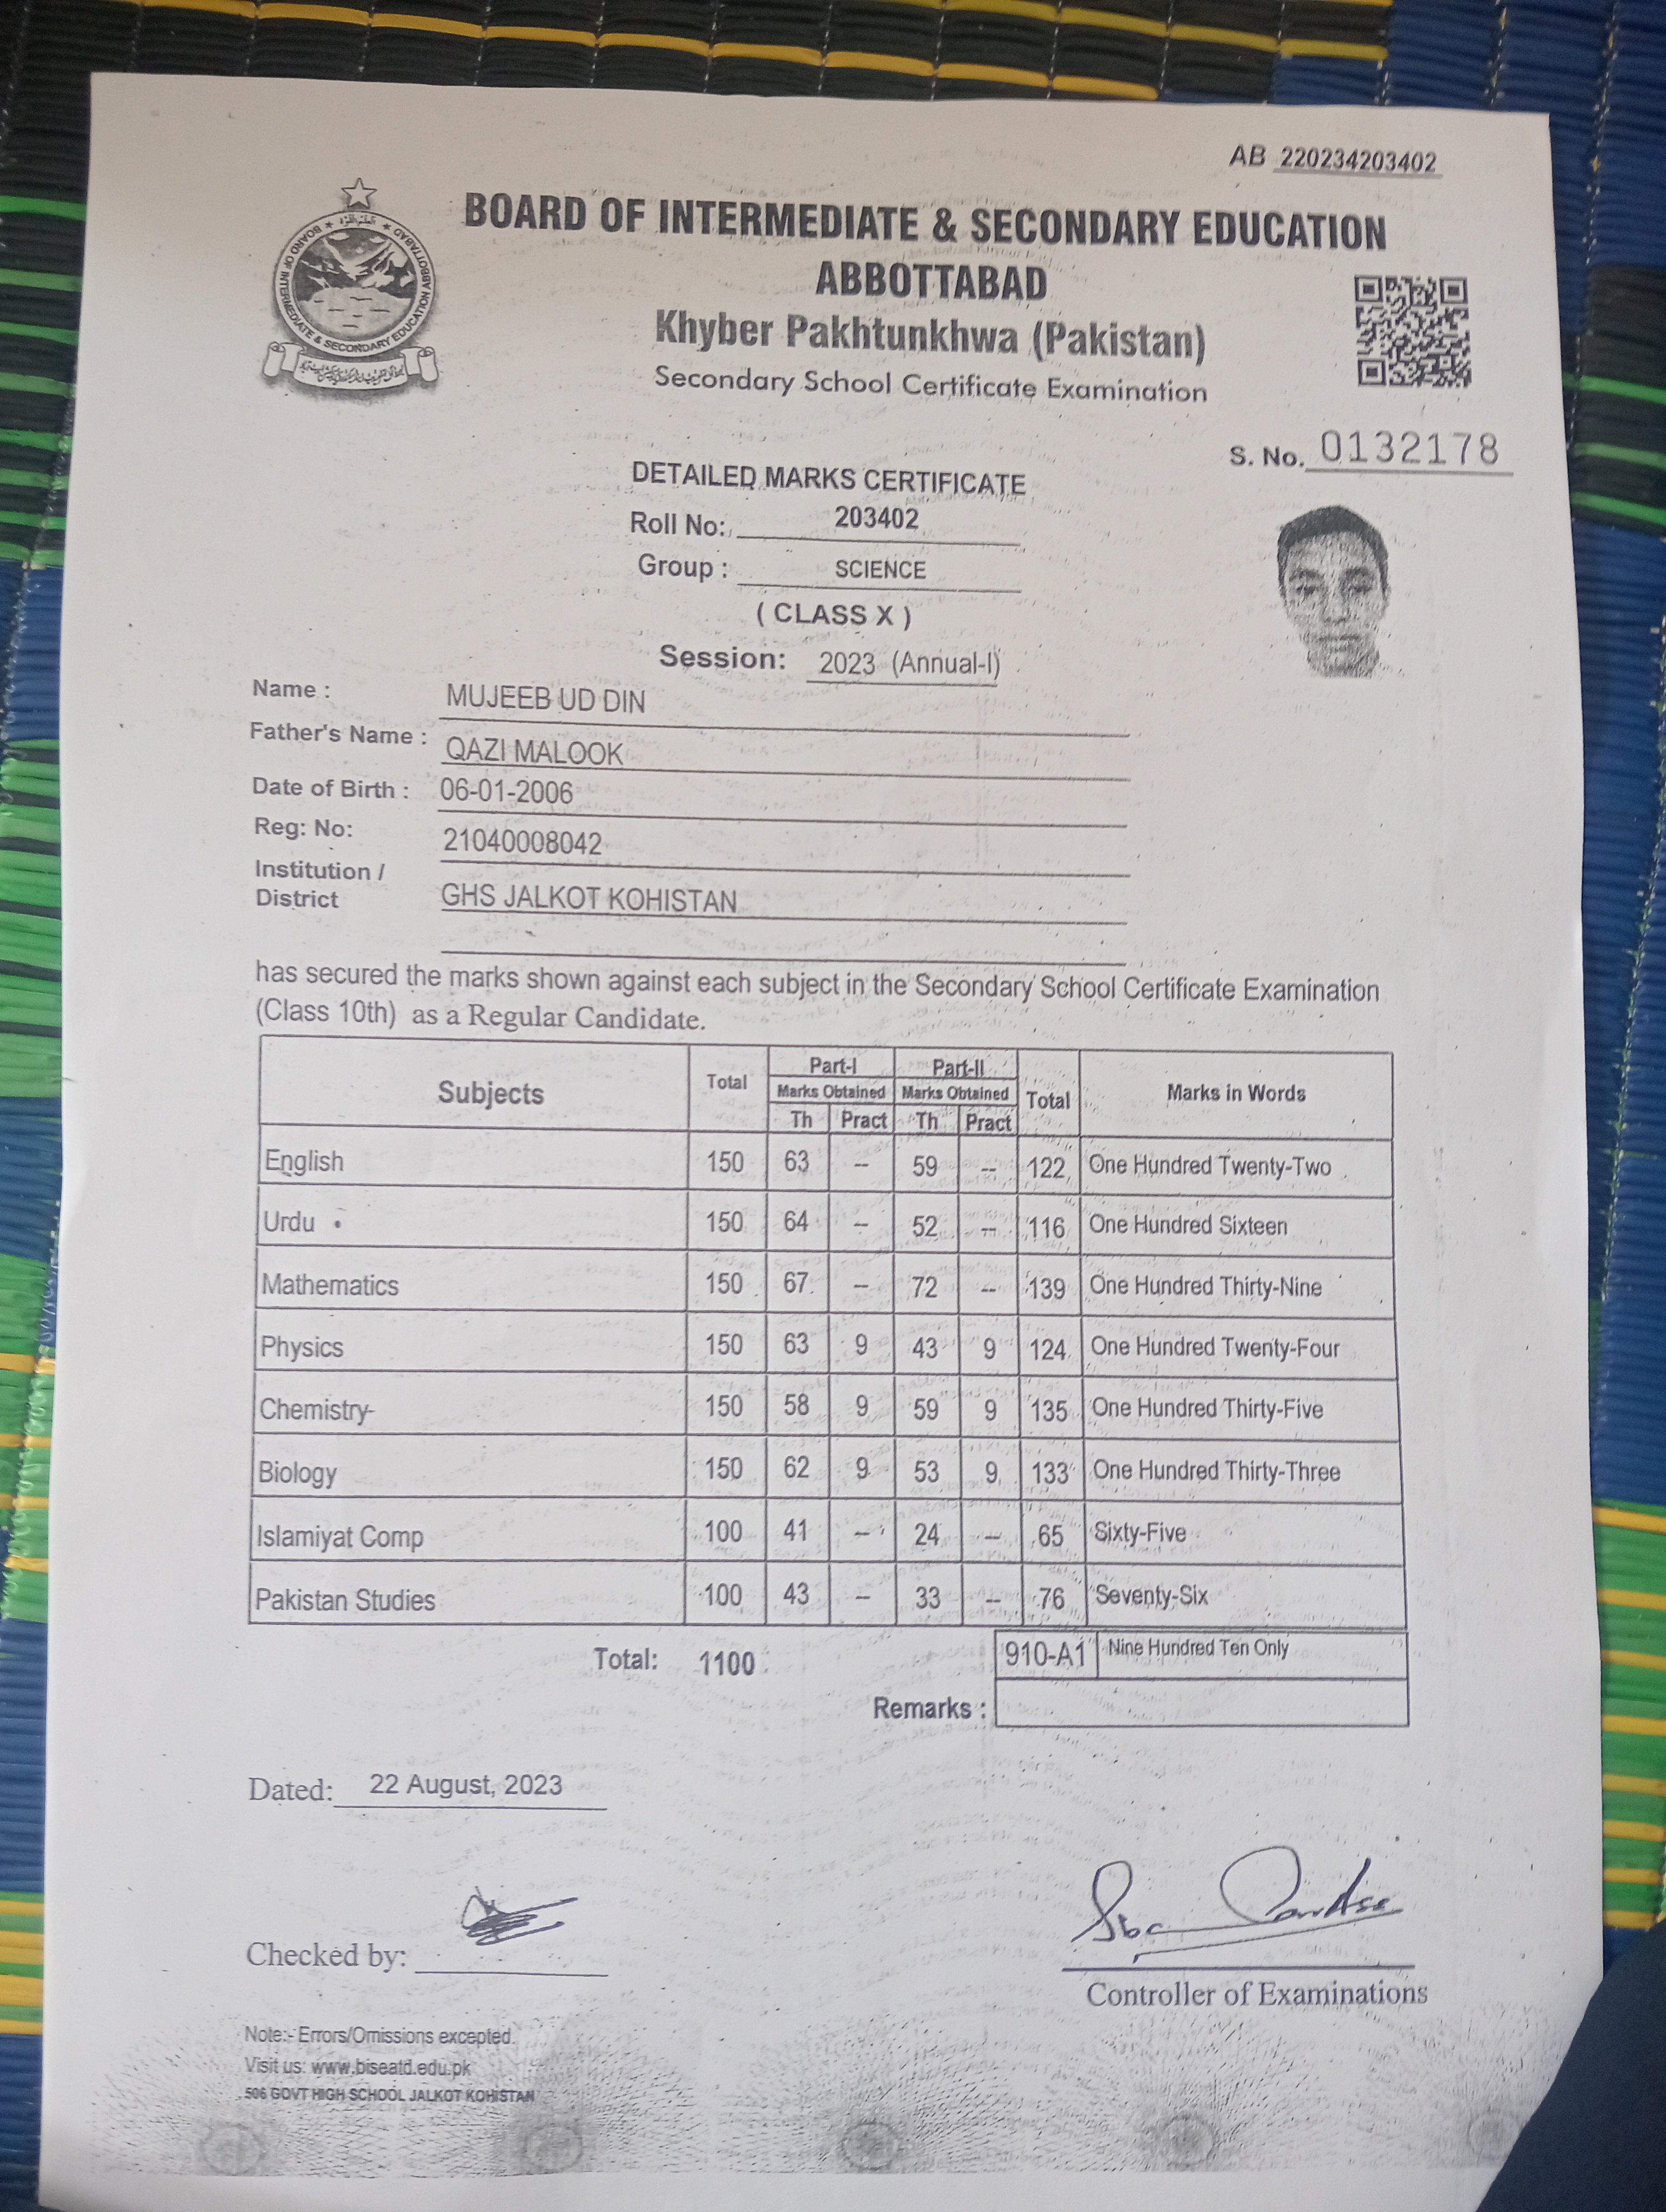 AB 220234203402
BOARD OF INTERMEDIATE & SECONDARY EDUCATION
ABBOTTABAD
Khyber Pakhtunkhwa (Pakistan)
Secondary School Certificate Examination
BOARD OF INTERMEDIATE & SECONDARY EDUCATION ABBOTTABAD
S. No. 0132178
DETAILED MARKS CERTIFICATE
Roll No: 203402
Group : SCIENCE
( CLASS X )
Session: 2023 (Annual-I)
Name : MUJEEB UD DIN
Father's Name : QAZI MALOOK
Date of Birth : 06-01-2006
Reg: No: 21040008042
Institution /
District GHS JALKOT KOHISTAN
has secured the marks shown against each subject in the Secondary School Certificate Examination
(Class 10th) as a Regular Candidate.
Subjects Total Part-I Part-II Total Marks in Words
Marks Obtained Marks Obtained
Th Pract Th Pract
English 150 63 -- 59 -- 122 One Hundred Twenty-Two
Urdu 150 64 -- 52 -- 116 One Hundred Sixteen
Mathematics 150 67 -- 72 -- 139 One Hundred Thirty-Nine
Physics 150 63 9 43 9 124 One Hundred Twenty-Four
Chemistry 150 58 9 59 9 135 One Hundred Thirty-Five
Biology 150 62 9 53 9 133 One Hundred Thirty-Three
Islamiyat Comp 100 41 -- 24 -- 65 Sixty-Five
Pakistan Studies 100 43 -- 33 -- 76 Seventy-Six
Total: 1100 910-A1 Nine Hundred Ten Only
Remarks :
Dated: 22 August, 2023
Checked by:
Controller of Examinations
Note:- Errors/Omissions excepted.
Visit us: www.biseatd.edu.pk
506 GOVT HIGH SCHOOL JALKOT KOHISTAN